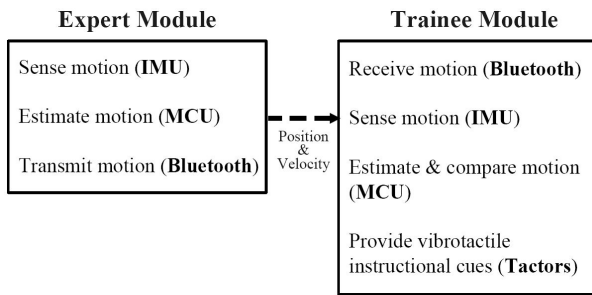 Expert Module
Sense motion (IMU)
Estimate motion (MCU)
Transmit motion (Bluetooth)
Position
&
Velocity
Trainee Module
Receive motion (Bluetooth)
Sense motion (IMU)
Estimate & compare motion
(MCU)
Provide vibrotactile
instructional cues (Tactors)